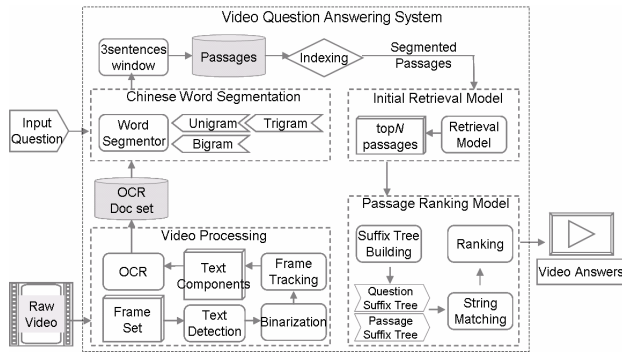 Video Question Answering System
3sentences
window
Passages
Indexing
Segmented
Passages
Chinese Word Segmentation
Input
Question
Word
Segmentor
Unigram
Trigram
Bigram
Initial Retrieval Model
topN
passages
Retrieval
Model
OCR
Doc set
Passage Ranking Model
Suffix Tree
Building
Ranking
Question
Suffix Tree
Passage
Suffix Tree
String
Matching
Video Answers
Video Processing
OCR
Text
Components
Frame
Tracking
Raw
Video
Frame
Set
Text
Detection
Binarization